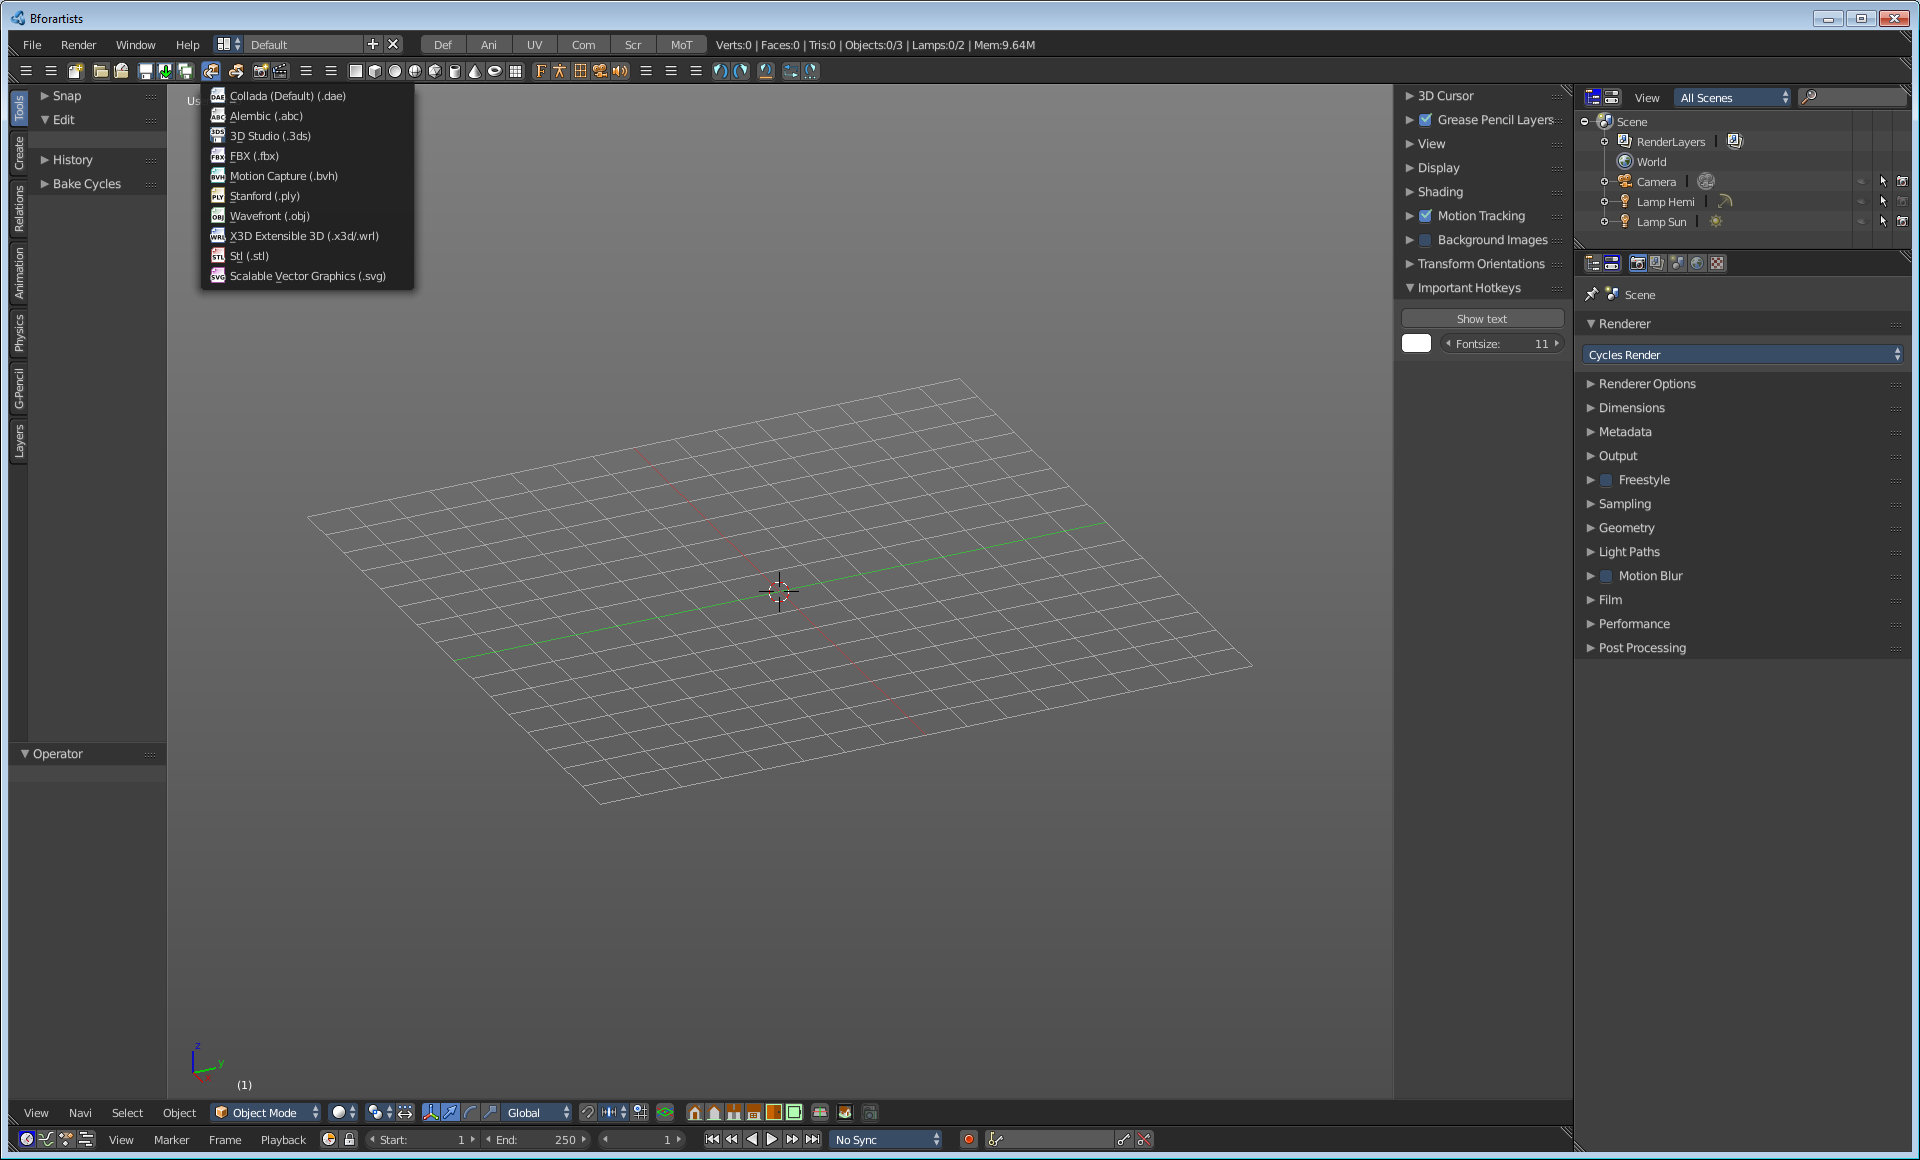 Bforartists
File Render Window Help Default Def Ani UV Com Scr MoT Verts:0 | Faces:0 | Tris:0 | Objects:0/3 | Lamps:0/2 | Mem:9.64M
Tools
Create
Relations
Animation
Physics
G-Pencil
Layers
Snap
Edit
History
Bake Cycles
Operator
Us
Collada (Default) (.dae)
Alembic (.abc)
3D Studio (.3ds)
FBX (.fbx)
Motion Capture (.bvh)
Stanford (.ply)
Wavefront (.obj)
X3D Extensible 3D (.x3d/.wrl)
Stl (.stl)
Scalable Vector Graphics (.svg)
z
y
(1)
3D Cursor
Grease Pencil Layers
View
Display
Shading
Motion Tracking
Background Images
Transform Orientations
Important Hotkeys
Show text
Fontsize: 11
View All Scenes
Scene
RenderLayers |
World
Camera |
Lamp Hemi |
Lamp Sun |
Scene
Renderer
Cycles Render
Renderer Options
Dimensions
Metadata
Output
Freestyle
Sampling
Geometry
Light Paths
Motion Blur
Film
Performance
Post Processing
View Navi Select Object Object Mode Global
View Marker Frame Playback Start: 1 End: 250 1 No Sync